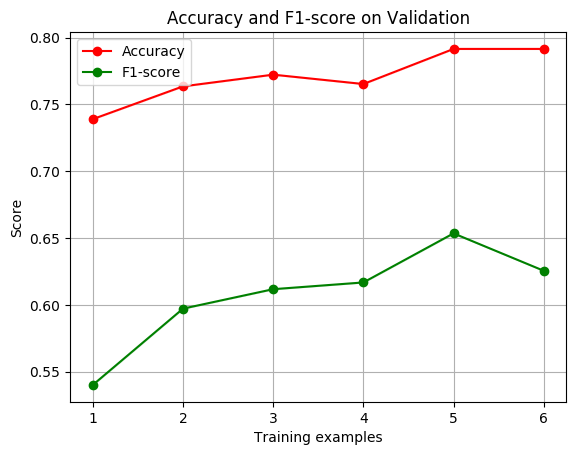 Accuracy and F1-score on Validation
Accuracy
F1-score
0.80
0.75
0.70
0.65
0.60
0.55
Score
1 2 3 4 5 6
Training examples